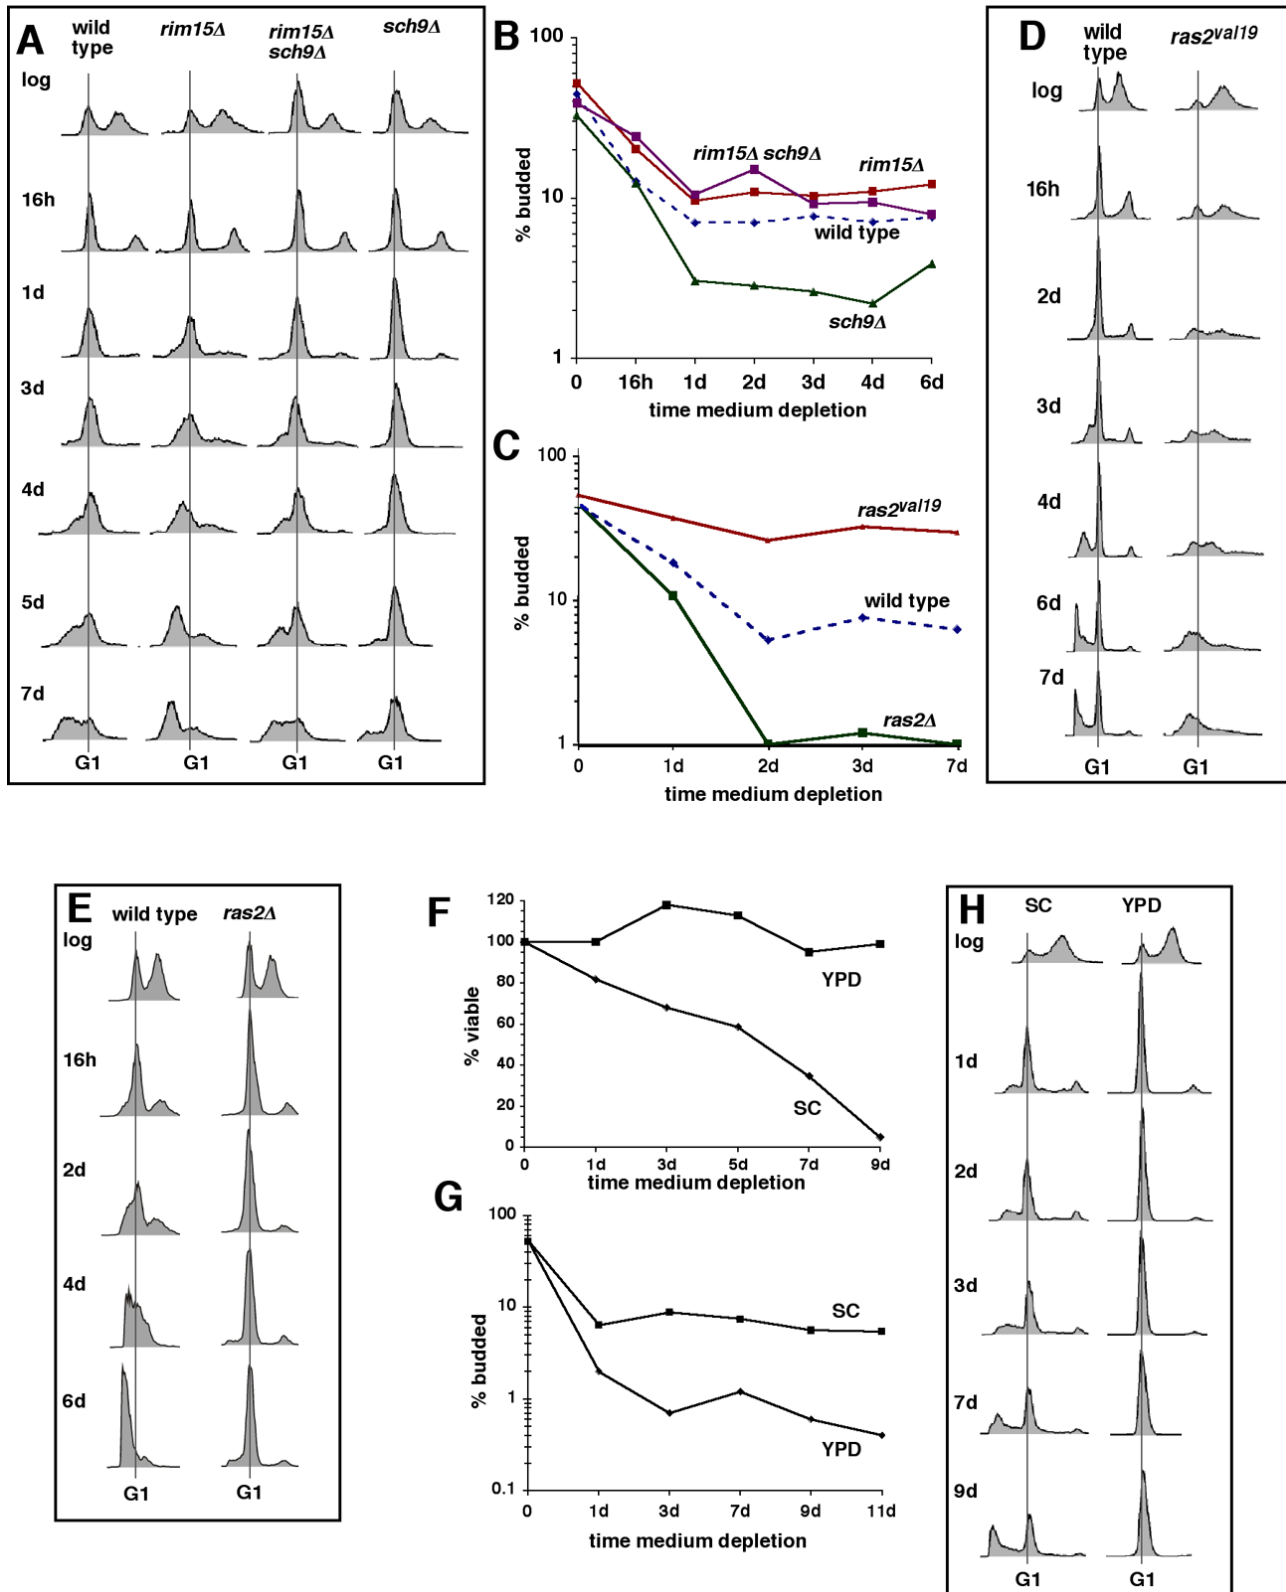 A
wild type
rim15Δ
rim15Δ sch9Δ
sch9Δ
log
16h
1d
3d
4d
5d
7d
G1 G1 G1 G1
B
100
10
1
% budded
rim15Δ sch9Δ
rim15Δ
wild type
sch9Δ
0 16h 1d 2d 3d 4d 6d
time medium depletion
C
100
10
1
% budded
ras2val19
wild type
ras2Δ
0 1d 2d 3d 7d
time medium depletion
D
wild type
ras2val19
log
16h
2d
3d
4d
6d
7d
G1 G1
E
wild type
ras2Δ
log
16h
2d
4d
6d
G1 G1
F
120
100
80
60
40
20
0
% viable
YPD
SC
0 1d 3d 5d 7d 9d
time medium depletion
G
100
10
1
0.1
% budded
SC
YPD
0 1d 3d 7d 9d 11d
time medium depletion
H
SC
YPD
log
1d
2d
3d
7d
9d
G1 G1